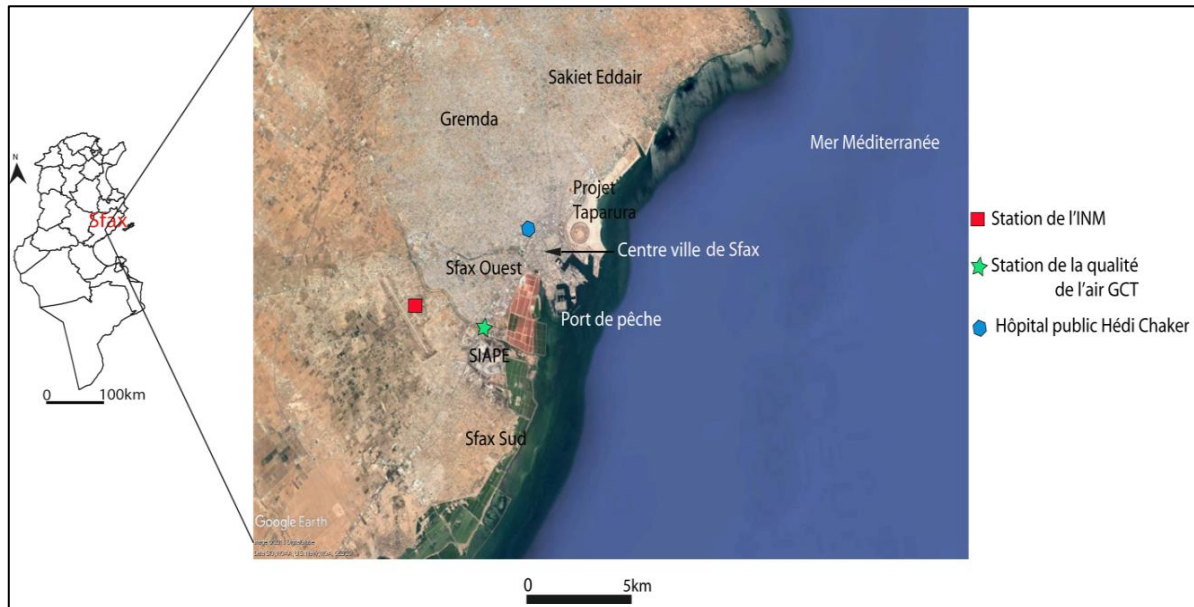 N
Sfax
0 100km
Sakiet Eddair
Gremda
Mer Méditerranée
Projet
Taparura
Centre ville de Sfax
Sfax Ouest
Port de pêche
SIAPE
Sfax Sud
Google Earth
0 5km
Station de l'INM
Station de la qualité
de l'air GCT
Hôpital public Hédi Chaker